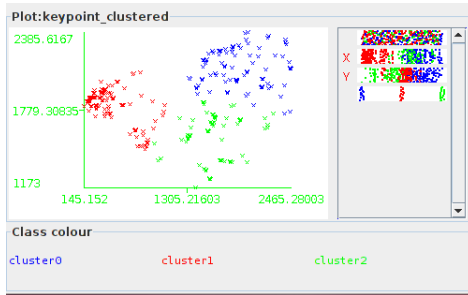 Plot:keypoint_clustered
2385.6167
X
Y
1779.30835
1173
145.152 1305.21603 2465.28003
Class colour
cluster0 cluster1 cluster2